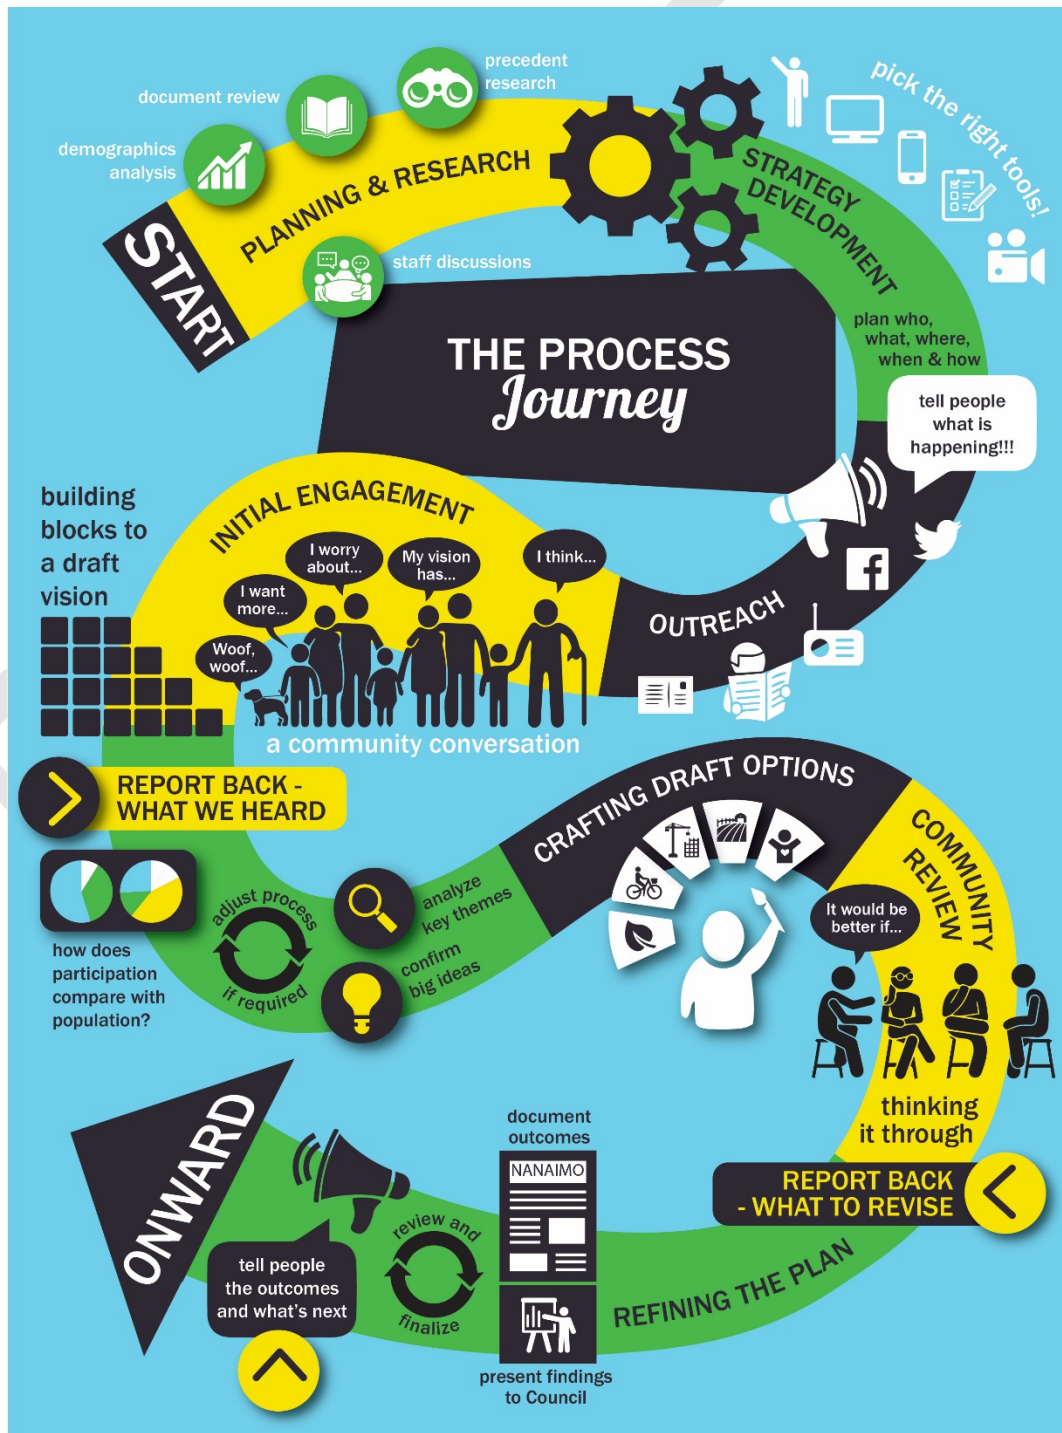 precedent
research
document review
demographics
analysis
START
PLANNING & RESEARCH
staff discussions
pick the right tools!
STRATEGY
DEVELOPMENT
plan who,
what, where,
when & how
THE PROCESS
Journey
tell people
what is
happening!!!
OUTREACH
INITIAL ENGAGEMENT
I think...
My vision
has...
I worry
about...
I want
more...
Woof,
woof...
a community conversation
building
blocks to
a draft
vision
REPORT BACK -
WHAT WE HEARD
how does
participation
compare with
population?
adjust process
if required
analyze
key themes
confirm
big ideas
CRAFTING DRAFT OPTIONS
COMMUNITY
REVIEW
It would be
better if...
thinking
it through
REPORT BACK
- WHAT TO REVISE
REFINING THE PLAN
document
outcomes
NANAIMO
present findings
to Council
review and
finalize
tell people
the outcomes
and what's next
ONWARD